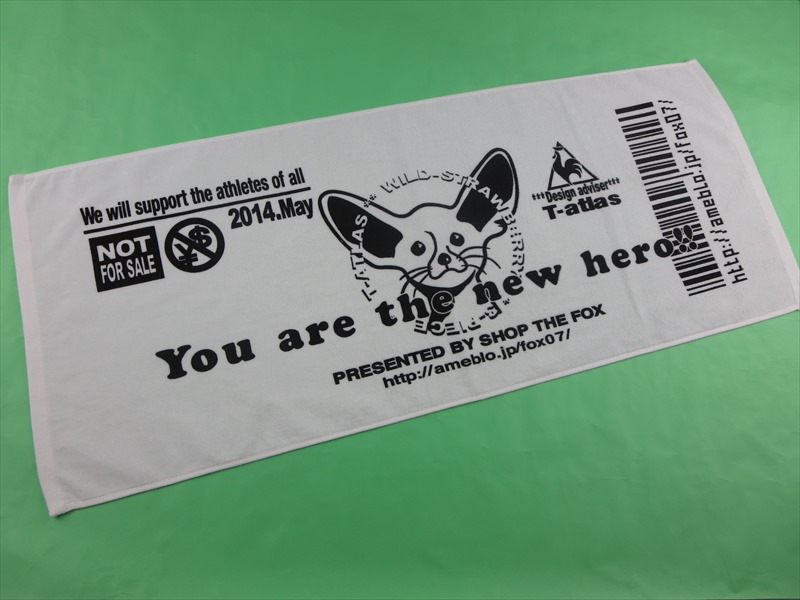 We will support the athletes of all
2014.May
NOT
FOR SALE
¥$
T-ATLAS
WILD-STRAWBERRY
G-PIECE
***Design adviser***
T-atlas
http://ameblo.jp/fox07/
You are the new hero!!
PRESENTED BY SHOP THE FOX
http://ameblo.jp/fox07/